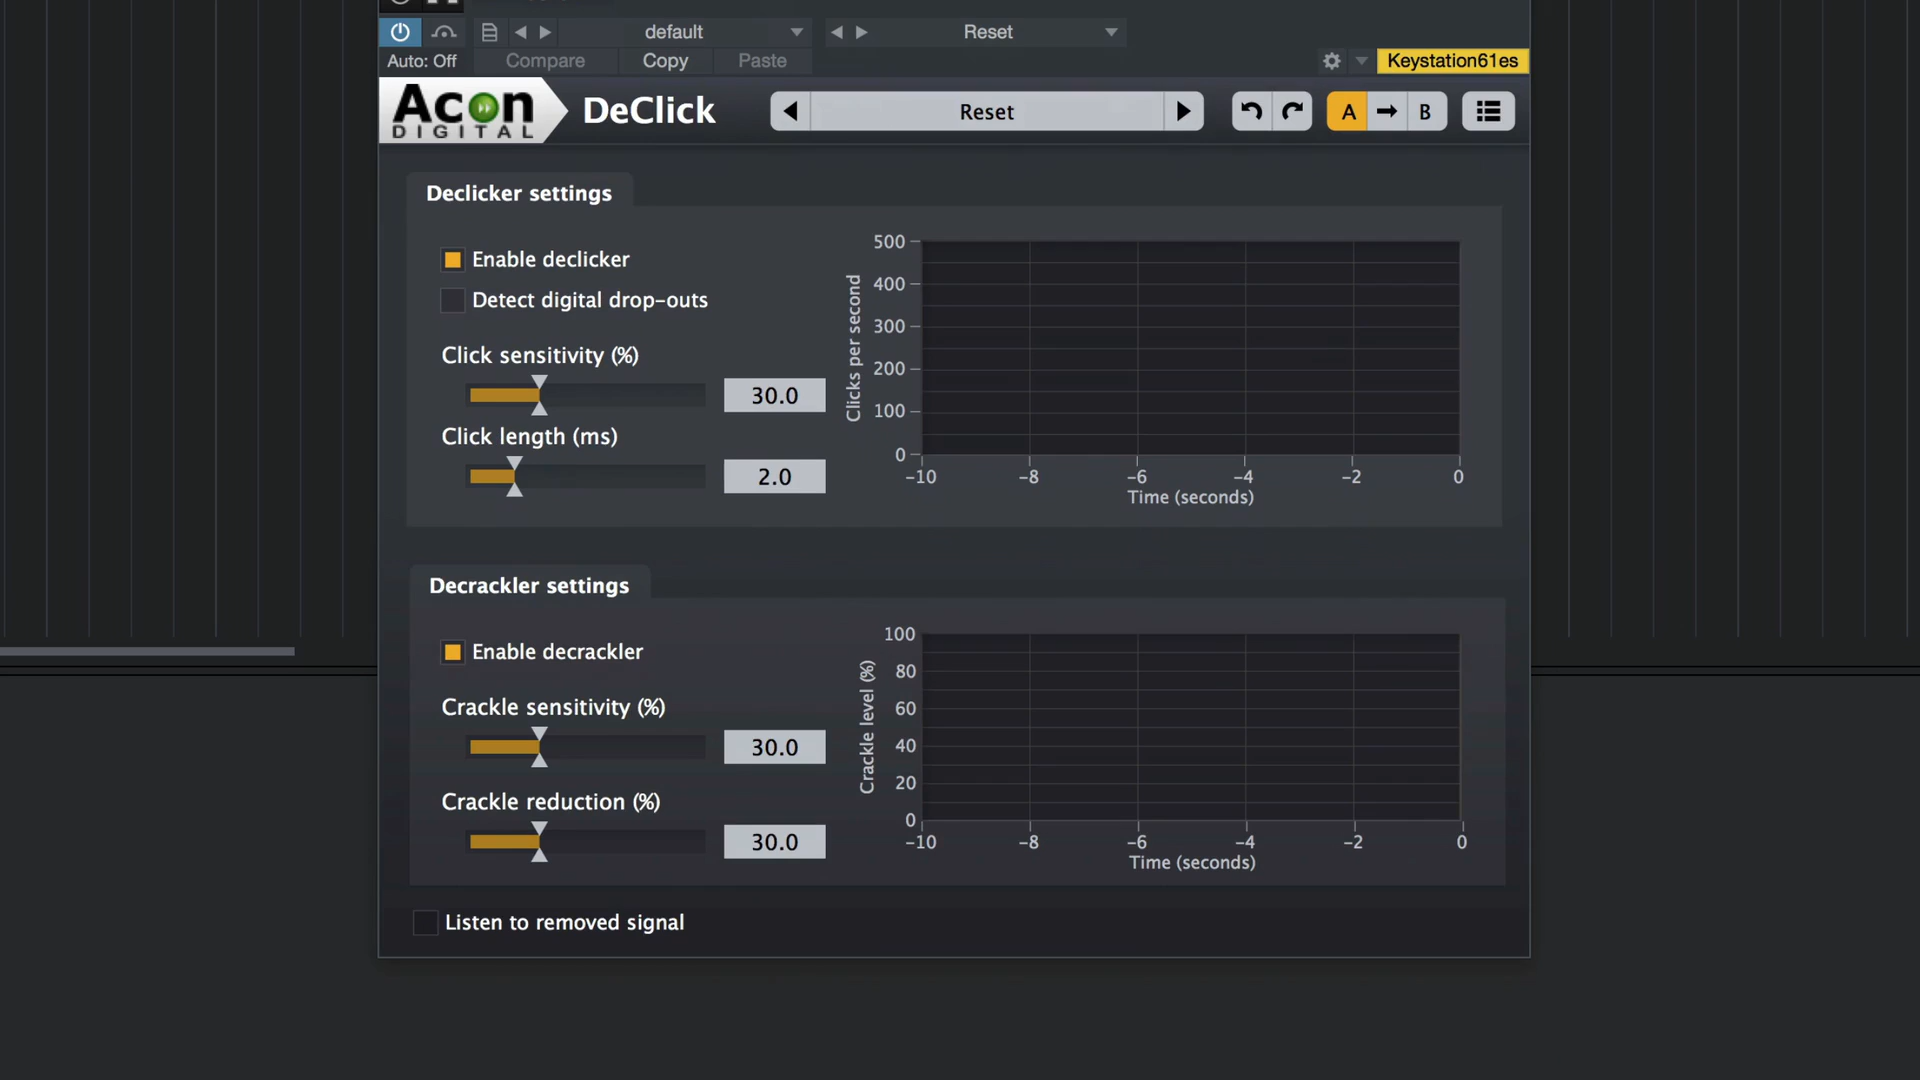 default
Reset
Auto: Off
Compare
Copy
Paste
Keystation61es
Acon
DIGITAL
DeClick
Reset
A
B
Declicker settings
Enable declicker
Detect digital drop-outs
Click sensitivity (%)
30.0
Click length (ms)
2.0
Clicks per second
500
400
300
200
100
0
-10 -8 -6 -4 -2 0
Time (seconds)
Decrackler settings
Enable decrackler
Crackle sensitivity (%)
30.0
Crackle reduction (%)
30.0
Crackle level (%)
100
80
60
40
20
0
-10 -8 -6 -4 -2 0
Time (seconds)
Listen to removed signal